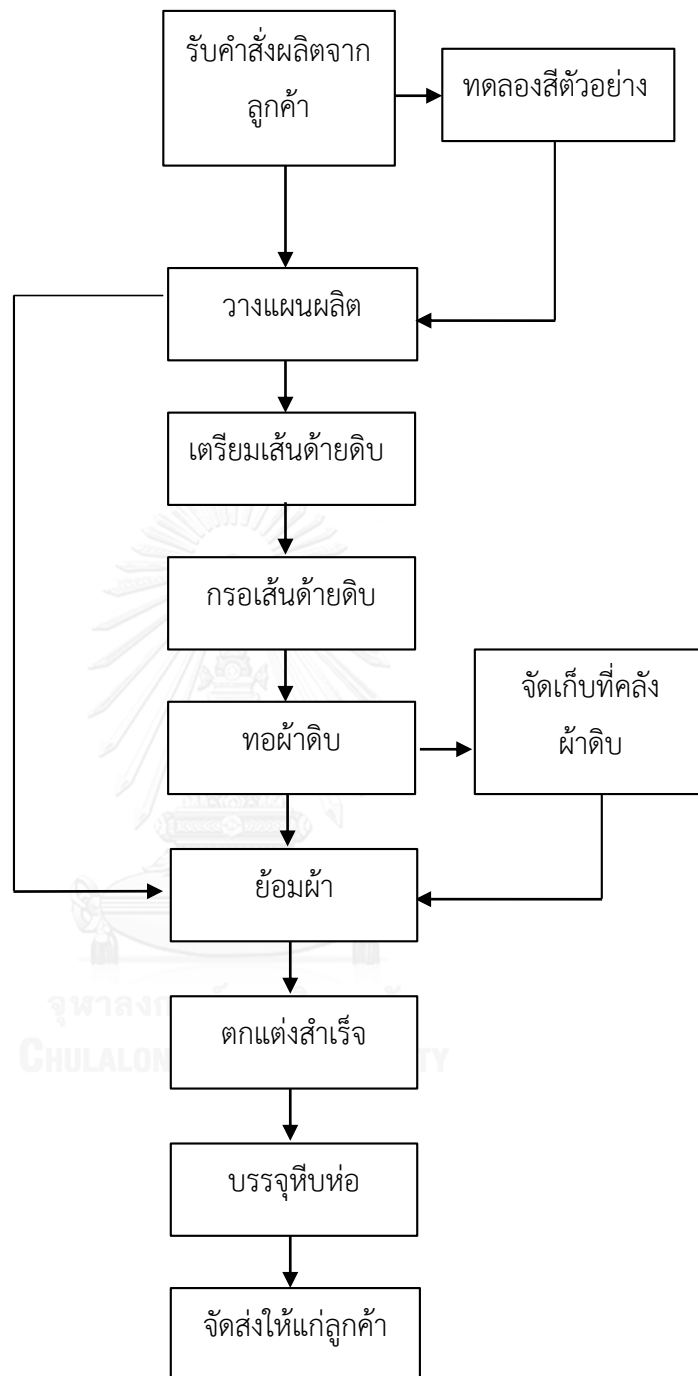 รับคำสั่งผลิตจาก
ลูกค้า
ทดลองสีตัวอย่าง
วางแผนผลิต
เตรียมเส้นด้ายดิบ
กรอเส้นด้ายดิบ
ทอผ้าดิบ
จัดเก็บที่คลัง
ผ้าดิบ
ย้อมผ้า
ตกแต่งสำเร็จ
บรรจุหีบห่อ
จัดส่งให้แก่ลูกค้า